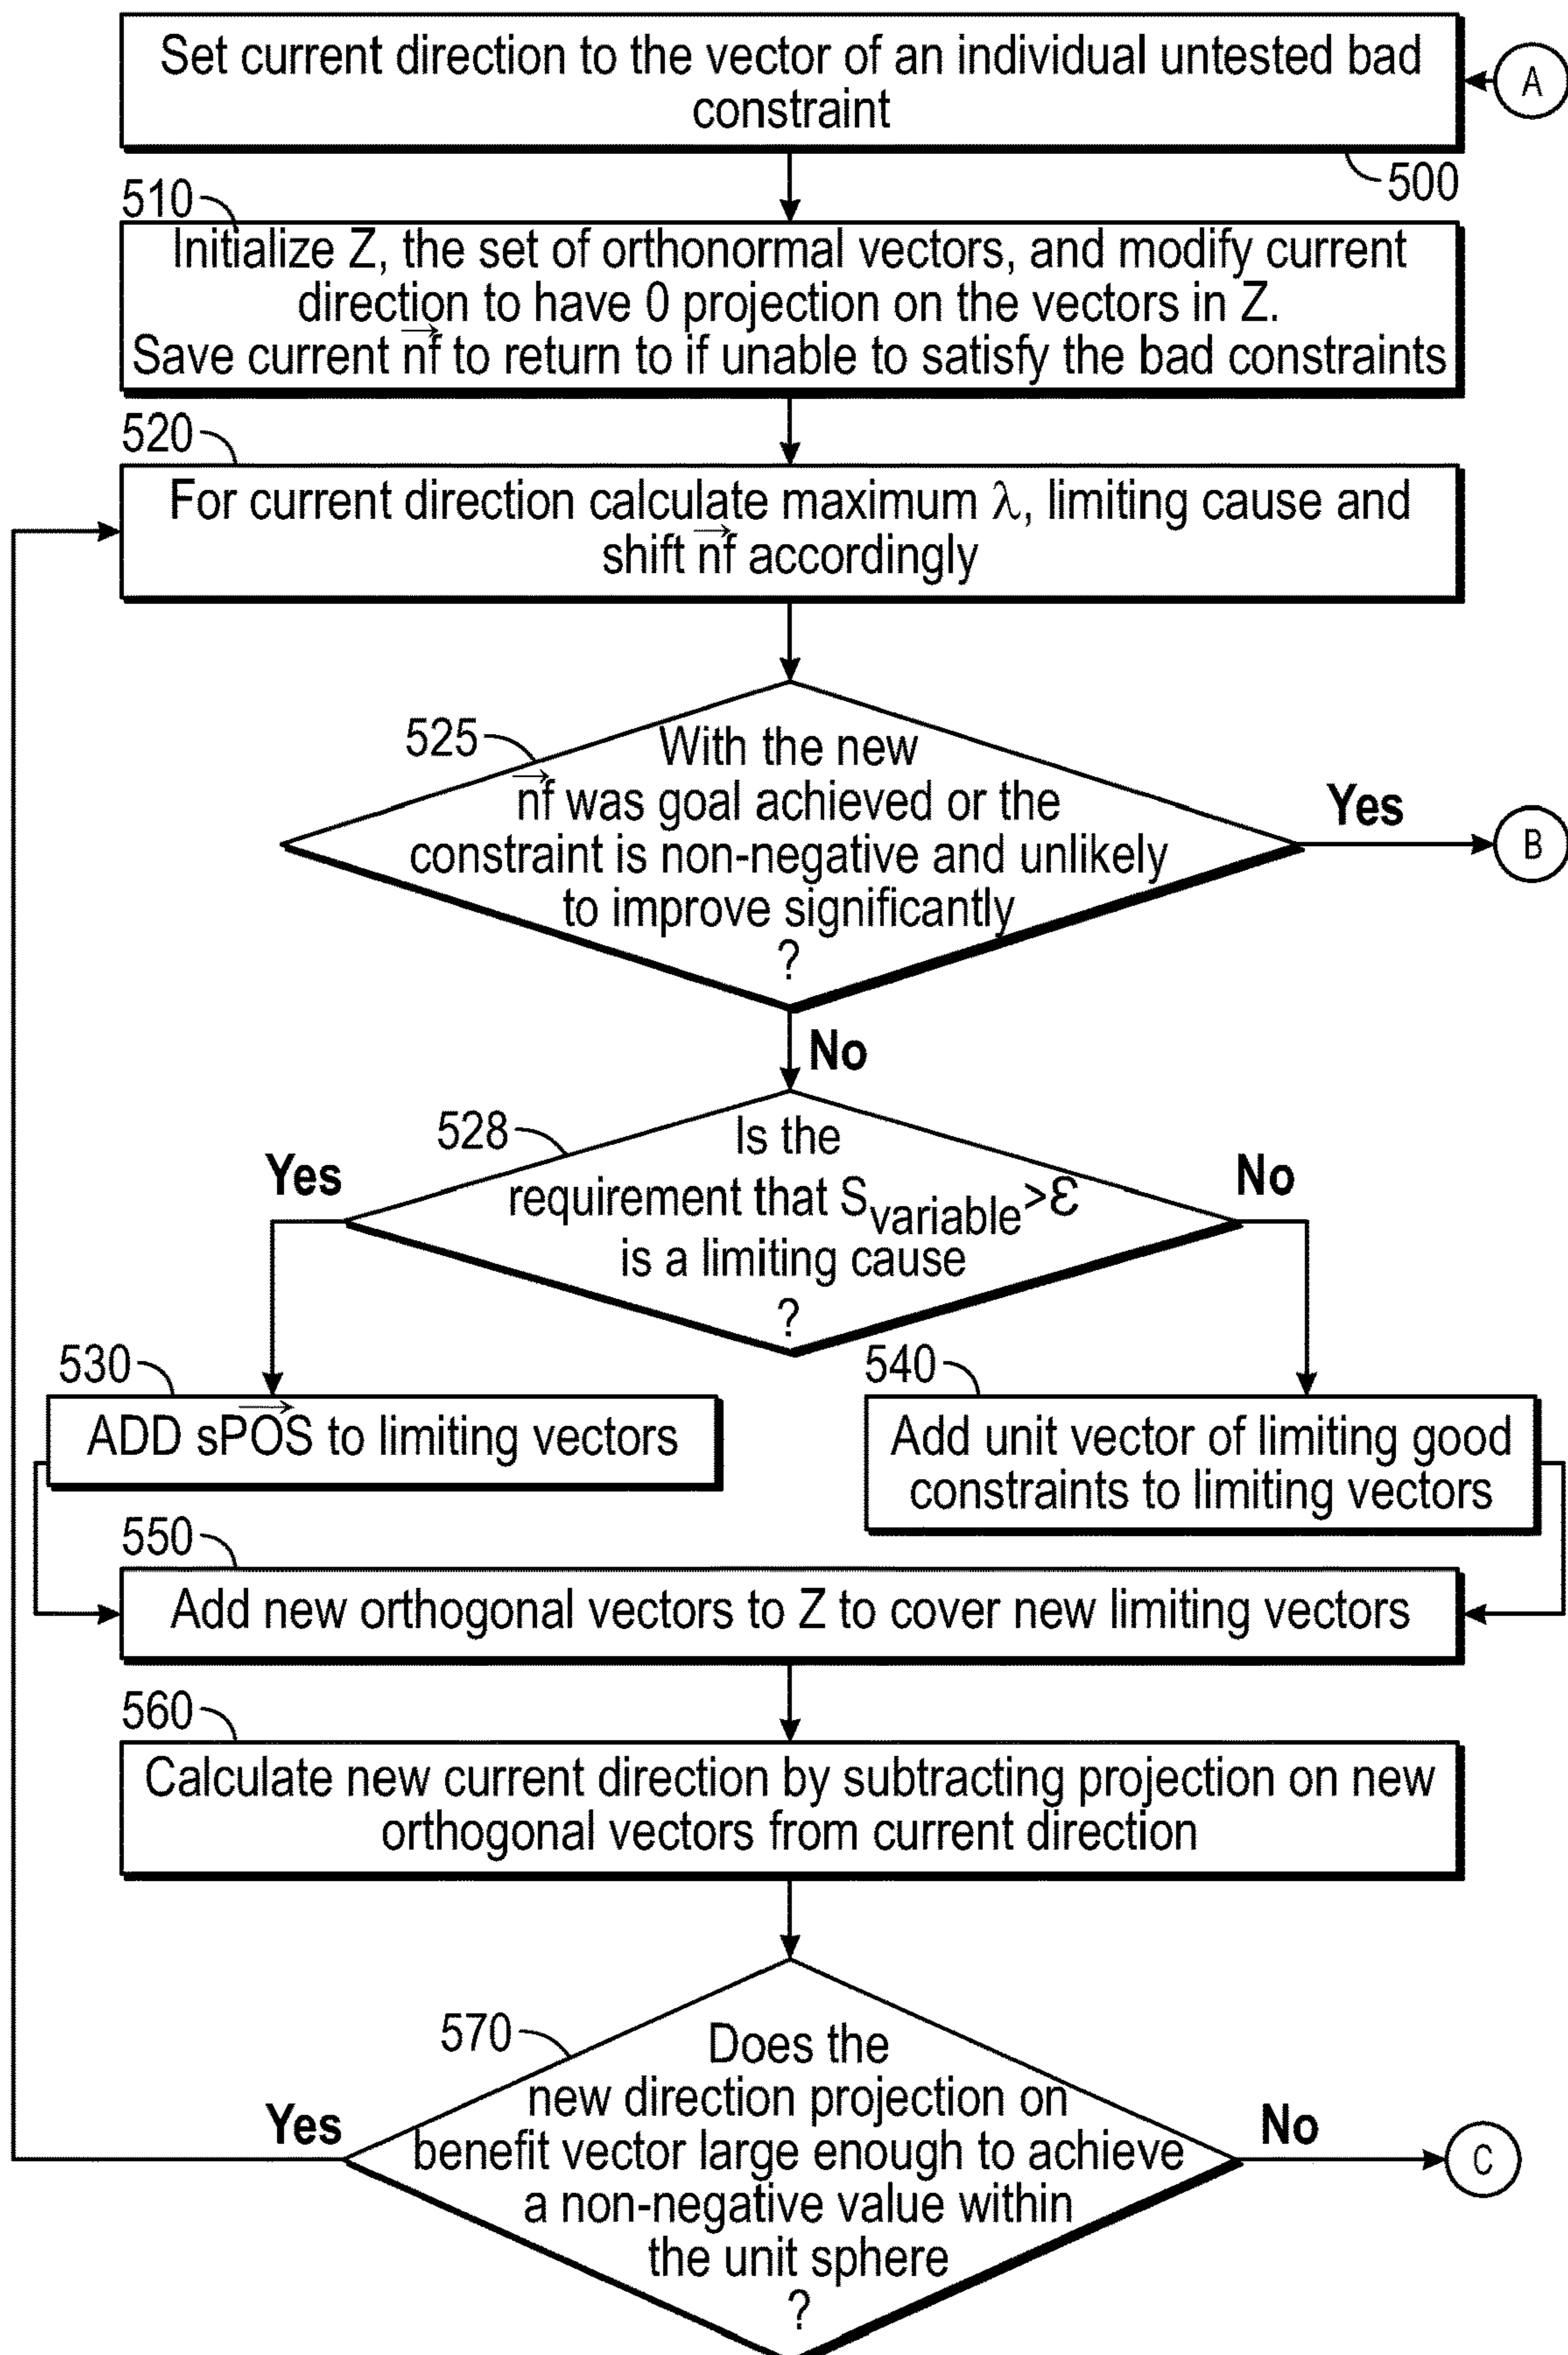 Set current direction to the vector of an individual untested bad
constraint
A
500
510
Initialize Z, the set of orthonormal vectors, and modify current
direction to have 0 projection on the vectors in Z.
Save current n⃗f to return to if unable to satisfy the bad constraints
520
For current direction calculate maximum λ, limiting cause and
shift n⃗f accordingly
525
With the new
n⃗f was goal achieved or the
constraint is non-negative and unlikely
to improve significantly
?
Yes
B
No
528
Is the
requirement that S_variable>ε
is a limiting cause
?
Yes
No
530
ADD sPOS⃗ to limiting vectors
540
Add unit vector of limiting good
constraints to limiting vectors
550
Add new orthogonal vectors to Z to cover new limiting vectors
560
Calculate new current direction by subtracting projection on new
orthogonal vectors from current direction
570
Does the
new direction projection on
benefit vector large enough to achieve
a non-negative value within
the unit sphere
?
Yes
No
C